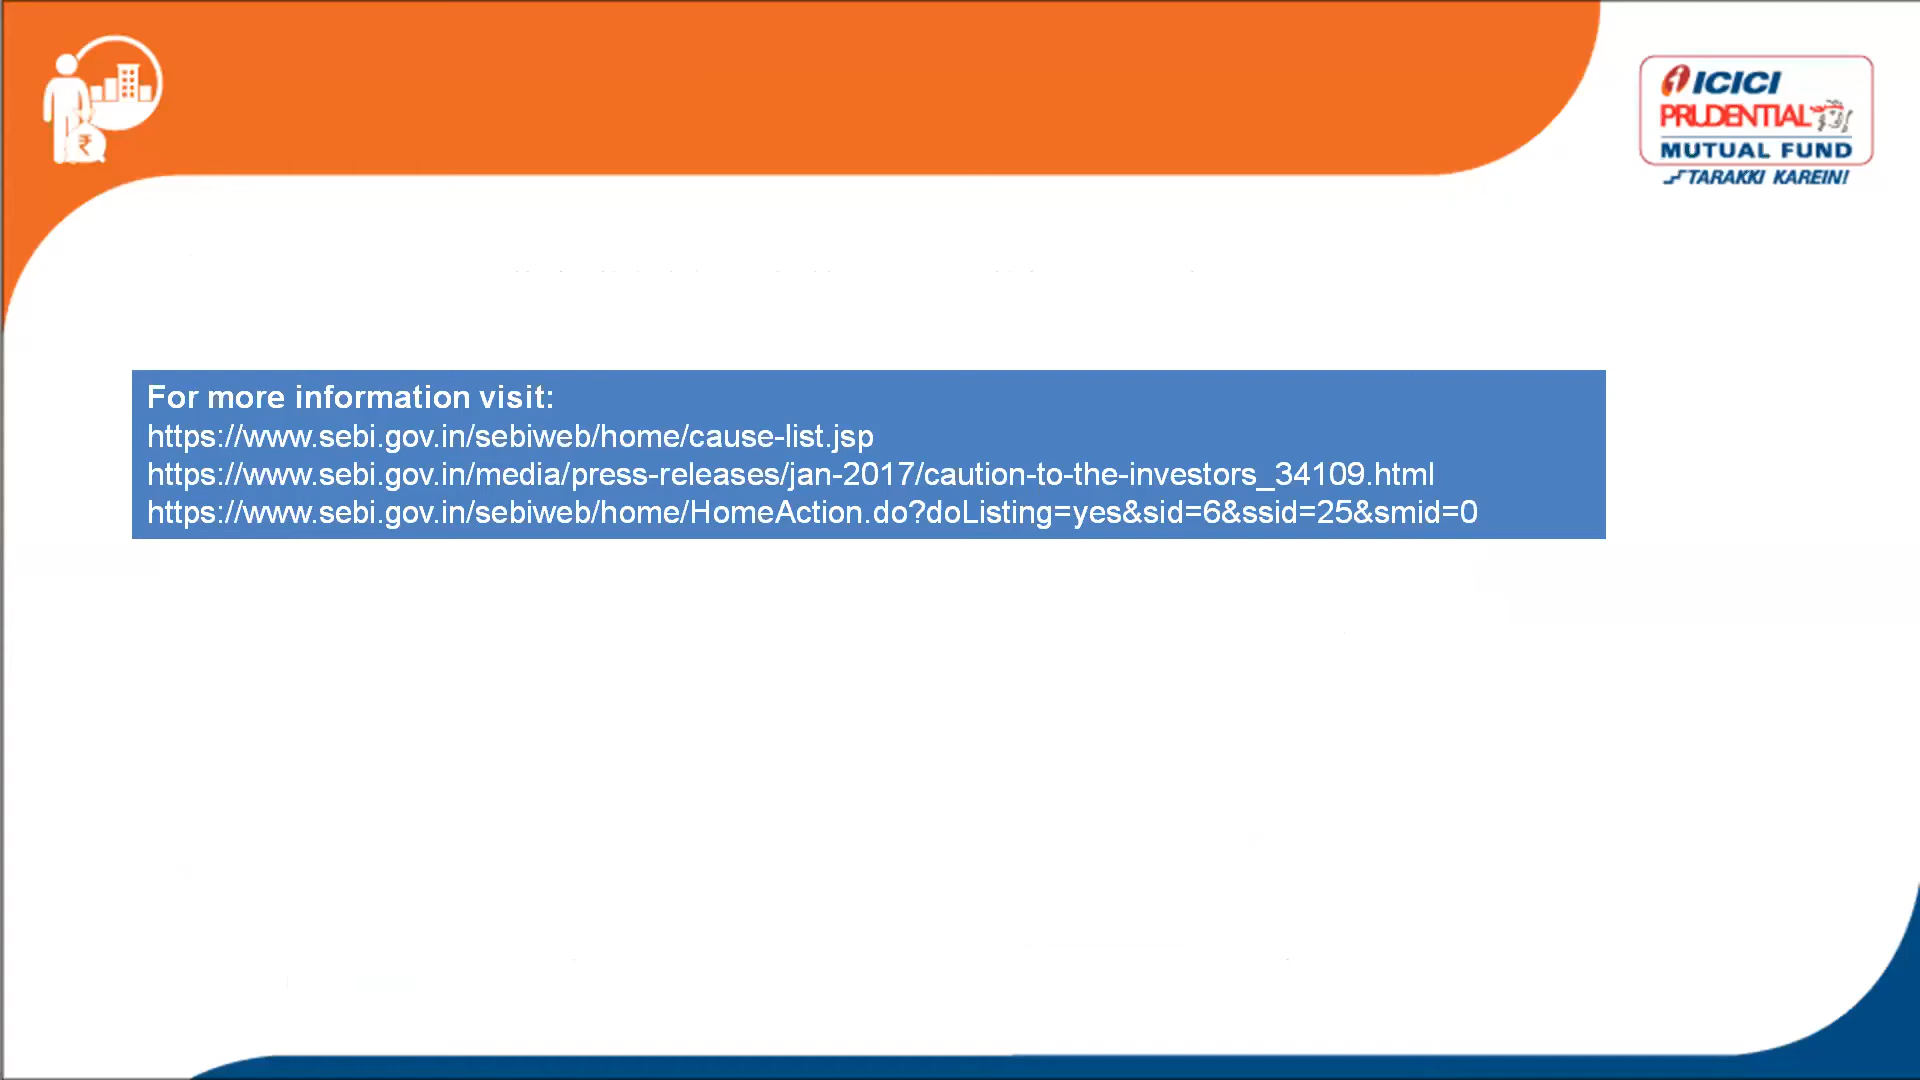 ICICI
PRUDENTIAL
MUTUAL FUND
TARAKKI KAREIN!
For more information visit:
https://www.sebi.gov.in/sebiweb/home/cause-list.jsp
https://www.sebi.gov.in/media/press-releases/jan-2017/caution-to-the-investors_34109.html
https://www.sebi.gov.in/sebiweb/home/HomeAction.do?doListing=yes&sid=6&ssid=25&smid=0